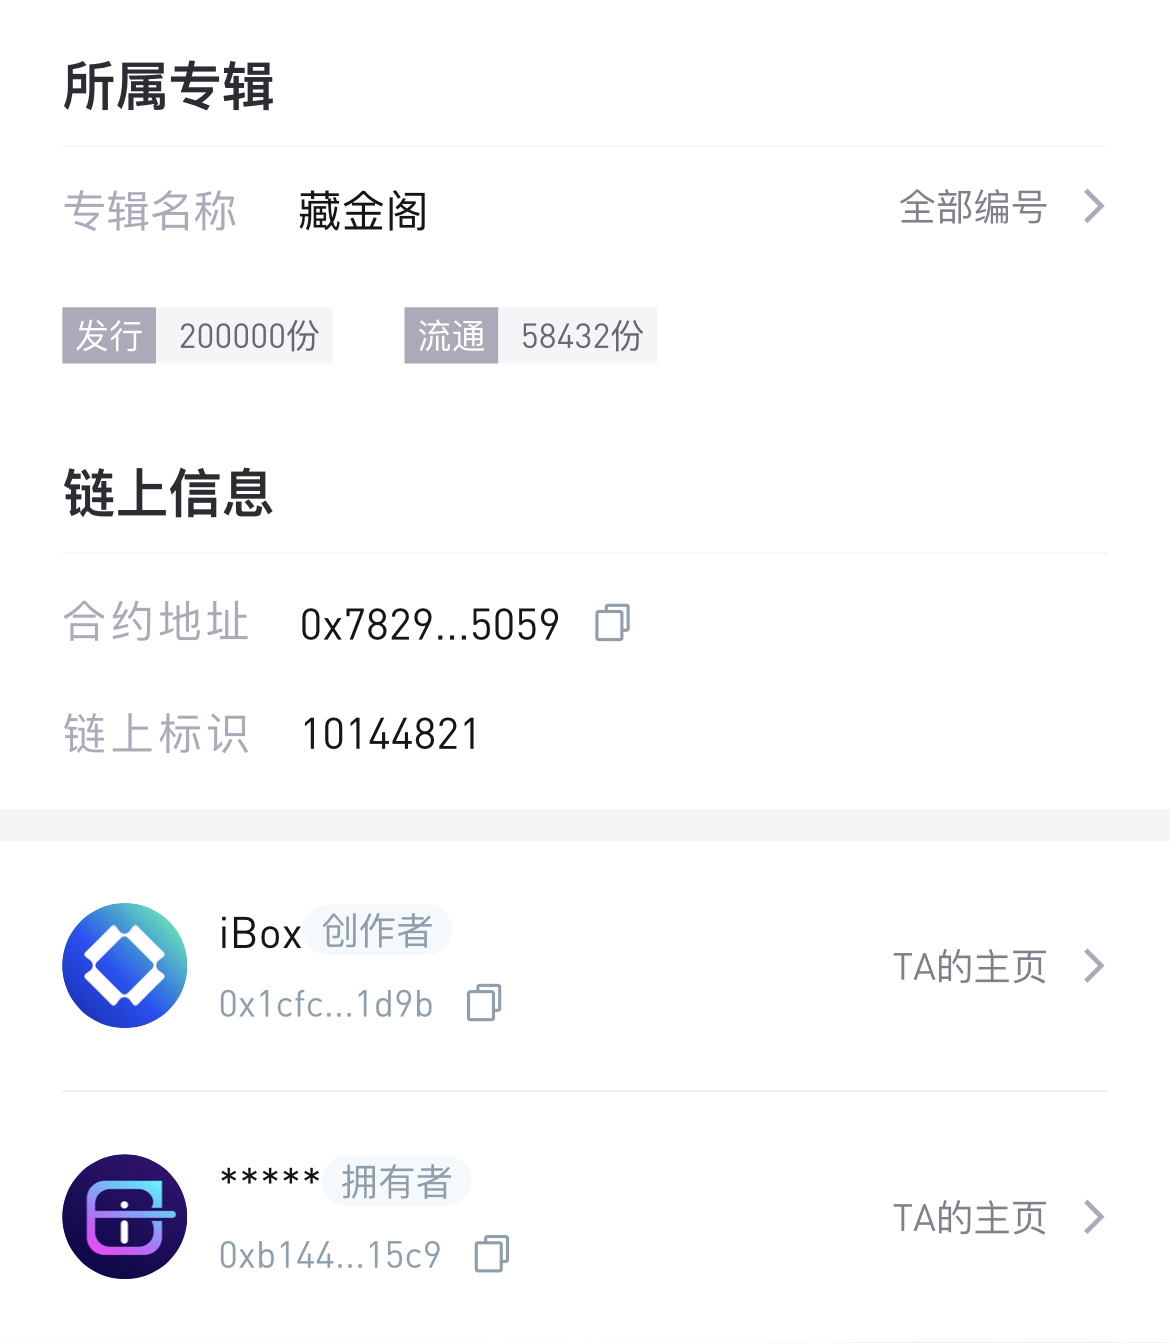 所属专辑
专辑名称 藏金阁 全部编号
发行 200000份 流通 58432份
链上信息
合约地址 0x7829...5059
链上标识 10144821
iBox 创作者
0x1cfc...1d9b
TA的主页
***** 拥有者
0xb144...15c9
TA的主页